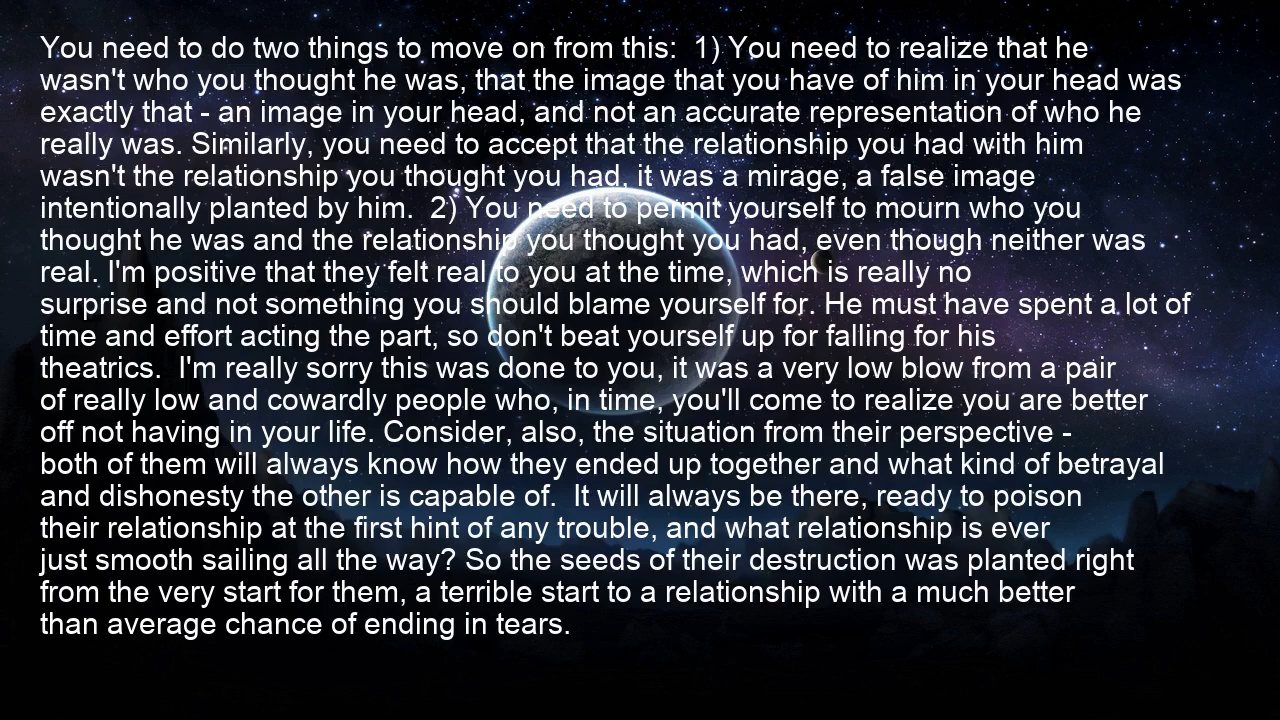 You need to do two things to move on from this:  1) You need to realize that he
wasn't who you thought he was, that the image that you have of him in your head was
exactly that - an image in your head, and not an accurate representation of who he
really was. Similarly, you need to accept that the relationship you had with him
wasn't the relationship you thought you had, it was a mirage, a false image
intentionally planted by him.  2) You need to permit yourself to mourn who you
thought he was and the relationship you thought you had, even though neither was
real. I'm positive that they felt real to you at the time, which is really no
surprise and not something you should blame yourself for. He must have spent a lot of
time and effort acting the part, so don't beat yourself up for falling for his
theatrics.  I'm really sorry this was done to you, it was a very low blow from a pair
of really low and cowardly people who, in time, you'll come to realize you are better
off not having in your life. Consider, also, the situation from their perspective -
both of them will always know how they ended up together and what kind of betrayal
and dishonesty the other is capable of.  It will always be there, ready to poison
their relationship at the first hint of any trouble, and what relationship is ever
just smooth sailing all the way? So the seeds of their destruction was planted right
from the very start for them, a terrible start to a relationship with a much better
than average chance of ending in tears.